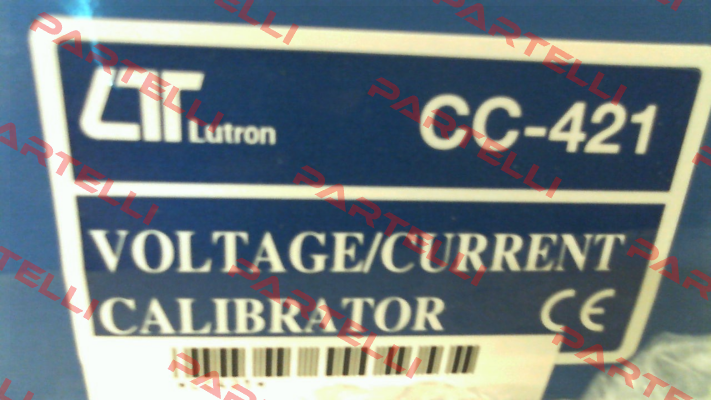 Lutron CC-421
VOLTAGE/CURRENT
CALIBRATOR CE
PARTELLI